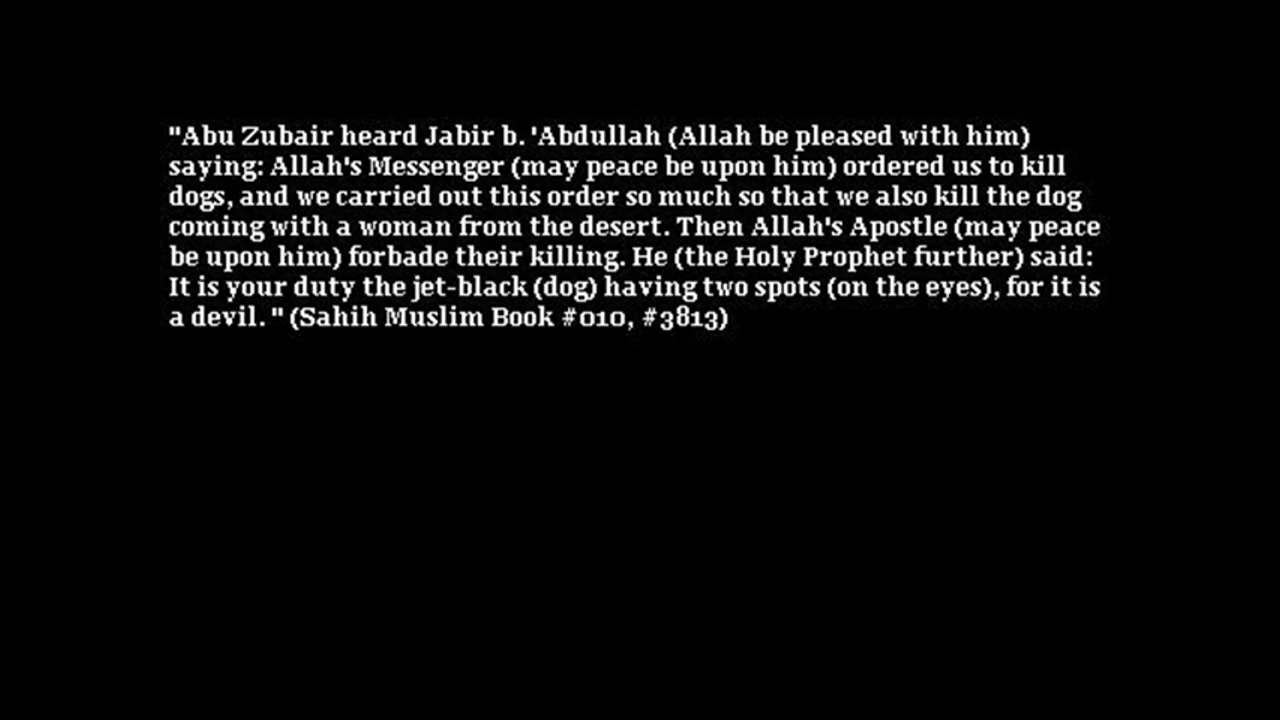 "Abu Zubair heard Jabir b. 'Abdullah (Allah be pleased with him)
saying: Allah's Messenger (may peace be upon him) ordered us to kill
dogs, and we carried out this order so much so that we also kill the dog
coming with a woman from the desert. Then Allah's Apostle (may peace
be upon him) forbade their killing. He (the Holy Prophet further) said:
It is your duty the jet-black (dog) having two spots (on the eyes), for it is
a devil. " (Sahih Muslim Book #010, #3813)